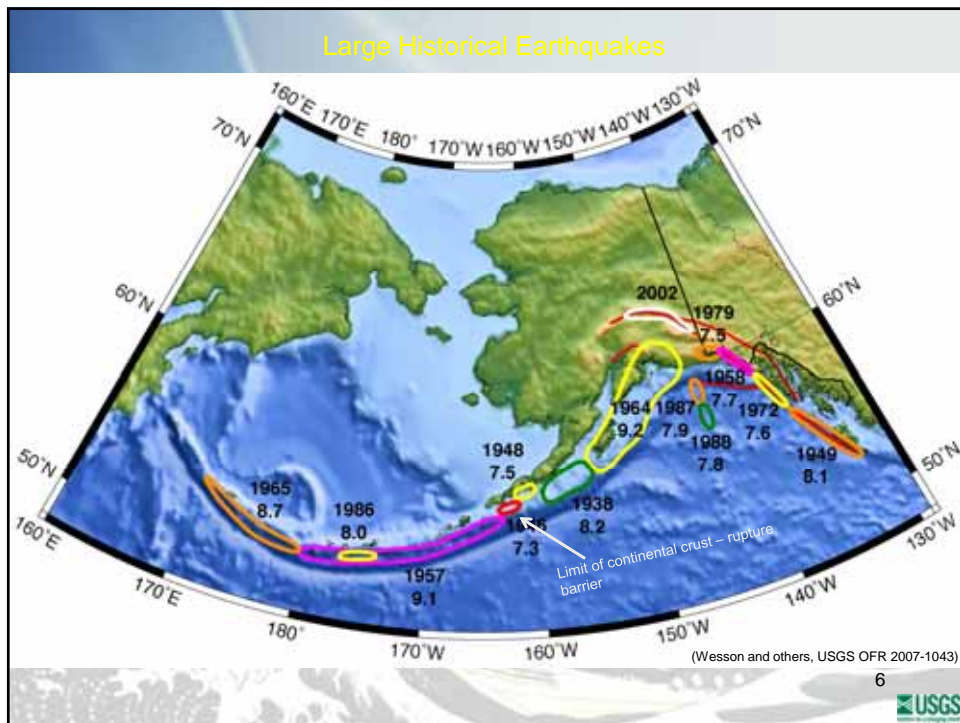 Large Historical Earthquakes
160˚E 170˚E 180˚ 170˚W 160˚W 150˚W 140˚W 130˚W
70˚N 70˚N
60˚N 60˚N
2002
1979
7.5
1958
7.7
1964
9.2
1987
7.9
1972
7.6
1988
7.8
1949
8.1
1948
7.5
1938
8.2
7.3
1965
8.7
1986
8.0
1957
9.1
Limit of continental crust – rupture
barrier
50˚N 50˚N
160˚E 170˚E 180˚ 170˚W 160˚W 150˚W 140˚W 130˚W
(Wesson and others, USGS OFR 2007-1043)
6
USGS